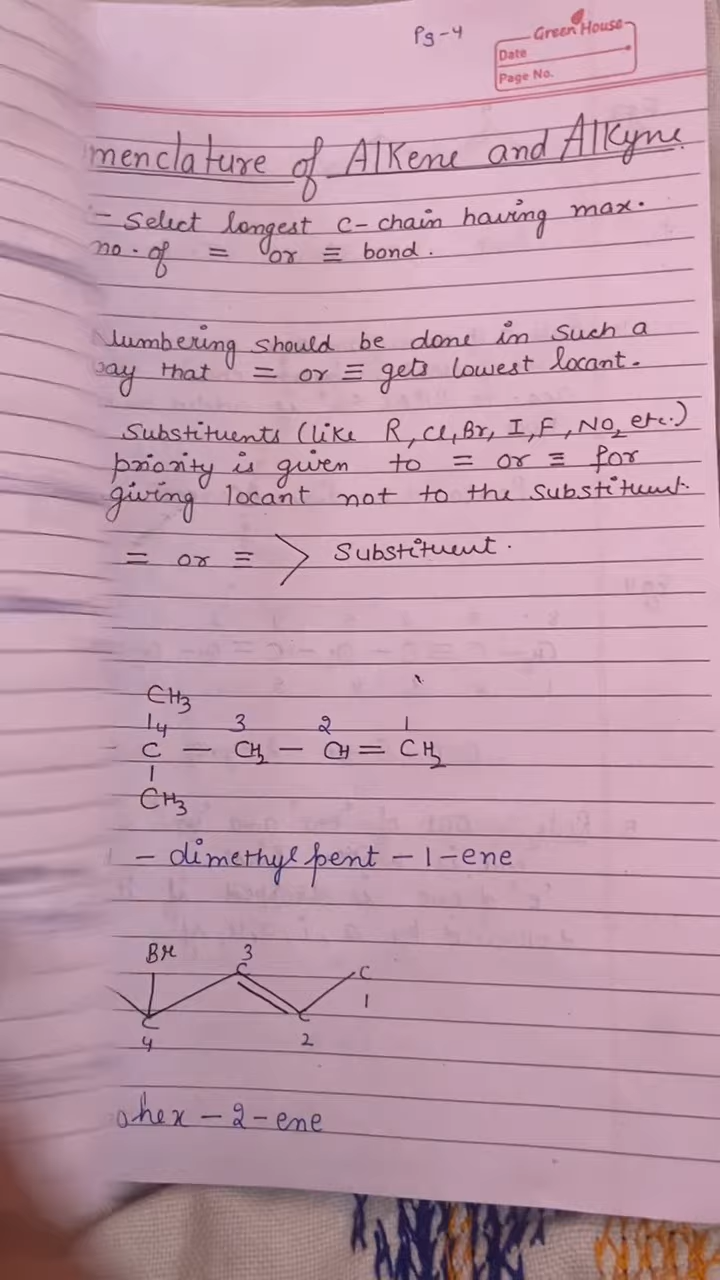 Pg-4
Green House
Date
Page No.
menclature of Alkene and Alkyne
- Select longest C-chain having max.
no. of = or ≡ bond.
Numbering should be done in such a
way that = or ≡ gets lowest locant.
Substituents (like R, Cl, Br, I, F, NO2 etc.)
priority is given to = or ≡ for
giving locant not to the substituent.
= or ≡ > Substituent.
CH3
4 3 2 1
- C - CH2 - CH = CH2
CH3
- dimethyl pent - 1 - ene
Br 3
C C
1
C C
4 2
ohex - 2 - ene